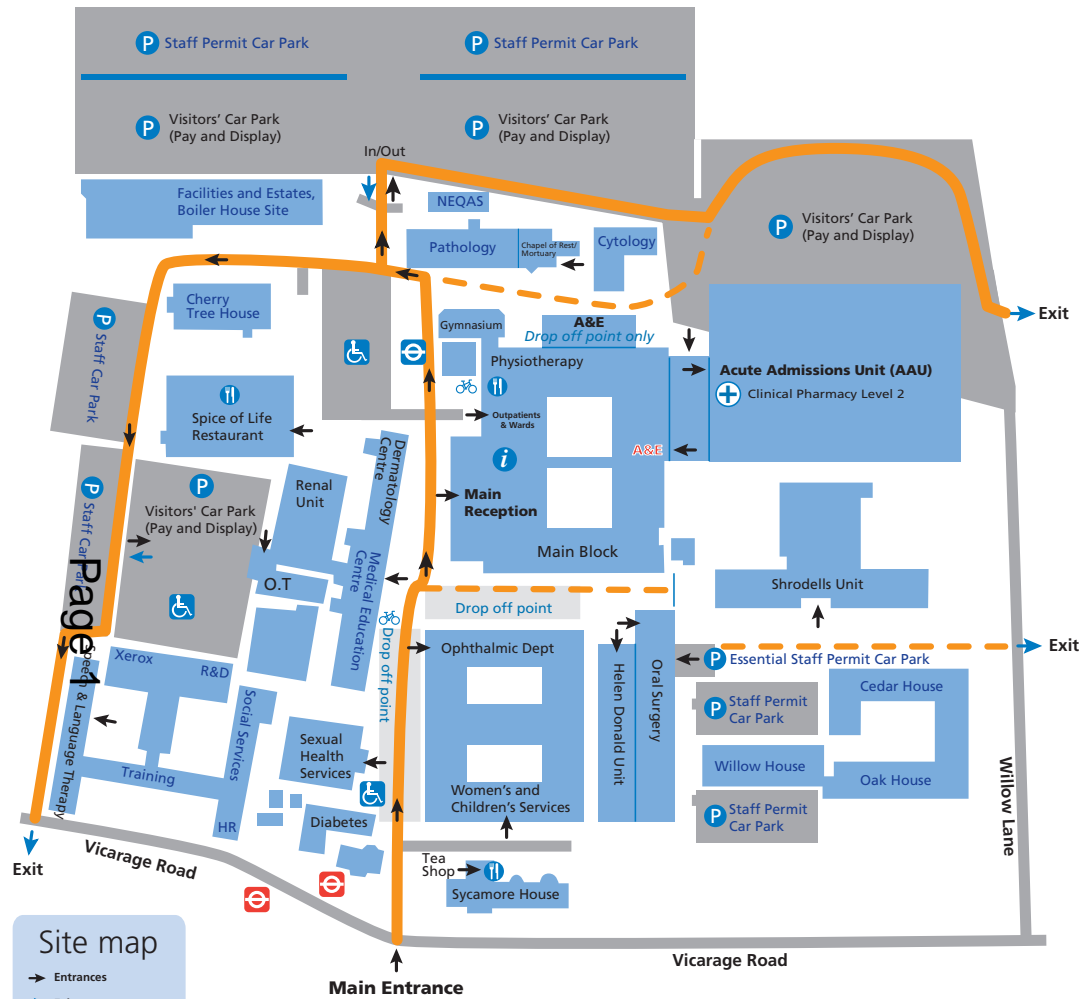 P Staff Permit Car Park
P Staff Permit Car Park
P Visitors' Car Park
(Pay and Display)
P Visitors' Car Park
(Pay and Display)
In/Out
Facilities and Estates,
Boiler House Site
NEQAS
Pathology
Chapel of Rest/
Mortuary
Cytology
P Visitors' Car Park
(Pay and Display)
Exit
Cherry
Tree House
Gymnasium
A&E
Drop off point only
Physiotherapy
Acute Admissions Unit (AAU)
Clinical Pharmacy Level 2
P Staff Car Park
Spice of Life
Restaurant
Outpatients
& Wards
A&E
i
Main
Reception
Main Block
Dermatology
Centre
Medical Education
Centre
Renal
Unit
P
Visitors' Car Park
(Pay and Display)
P Staff Car Park
O.T
Shrodells Unit
Drop off point
Drop off point
Ophthalmic Dept
Exit
P Essential Staff Permit Car Park
Helen Donald Unit
Oral Surgery
P Staff Permit
Car Park
Cedar House
Page 1
Xerox
R&D
Speech & Language Therapy
Social Services
Sexual
Health
Services
Training
HR
Diabetes
Women's and
Children's Services
Willow House
Oak House
P Staff Permit
Car Park
Willow Lane
Tea
Shop
Sycamore House
Exit
Vicarage Road
Vicarage Road
Main Entrance
Site map
Entrances